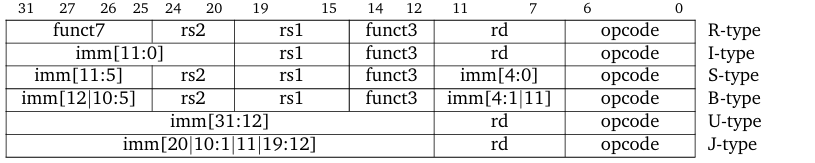 31 27 26 25 24 20 19 15 14 12 11 7 6 0
funct7 rs2 rs1 funct3 rd opcode R-type
imm[11:0] rs1 funct3 rd opcode I-type
imm[11:5] rs2 rs1 funct3 imm[4:0] opcode S-type
imm[12|10:5] rs2 rs1 funct3 imm[4:1|11] opcode B-type
imm[31:12] rd opcode U-type
imm[20|10:1|11|19:12] rd opcode J-type